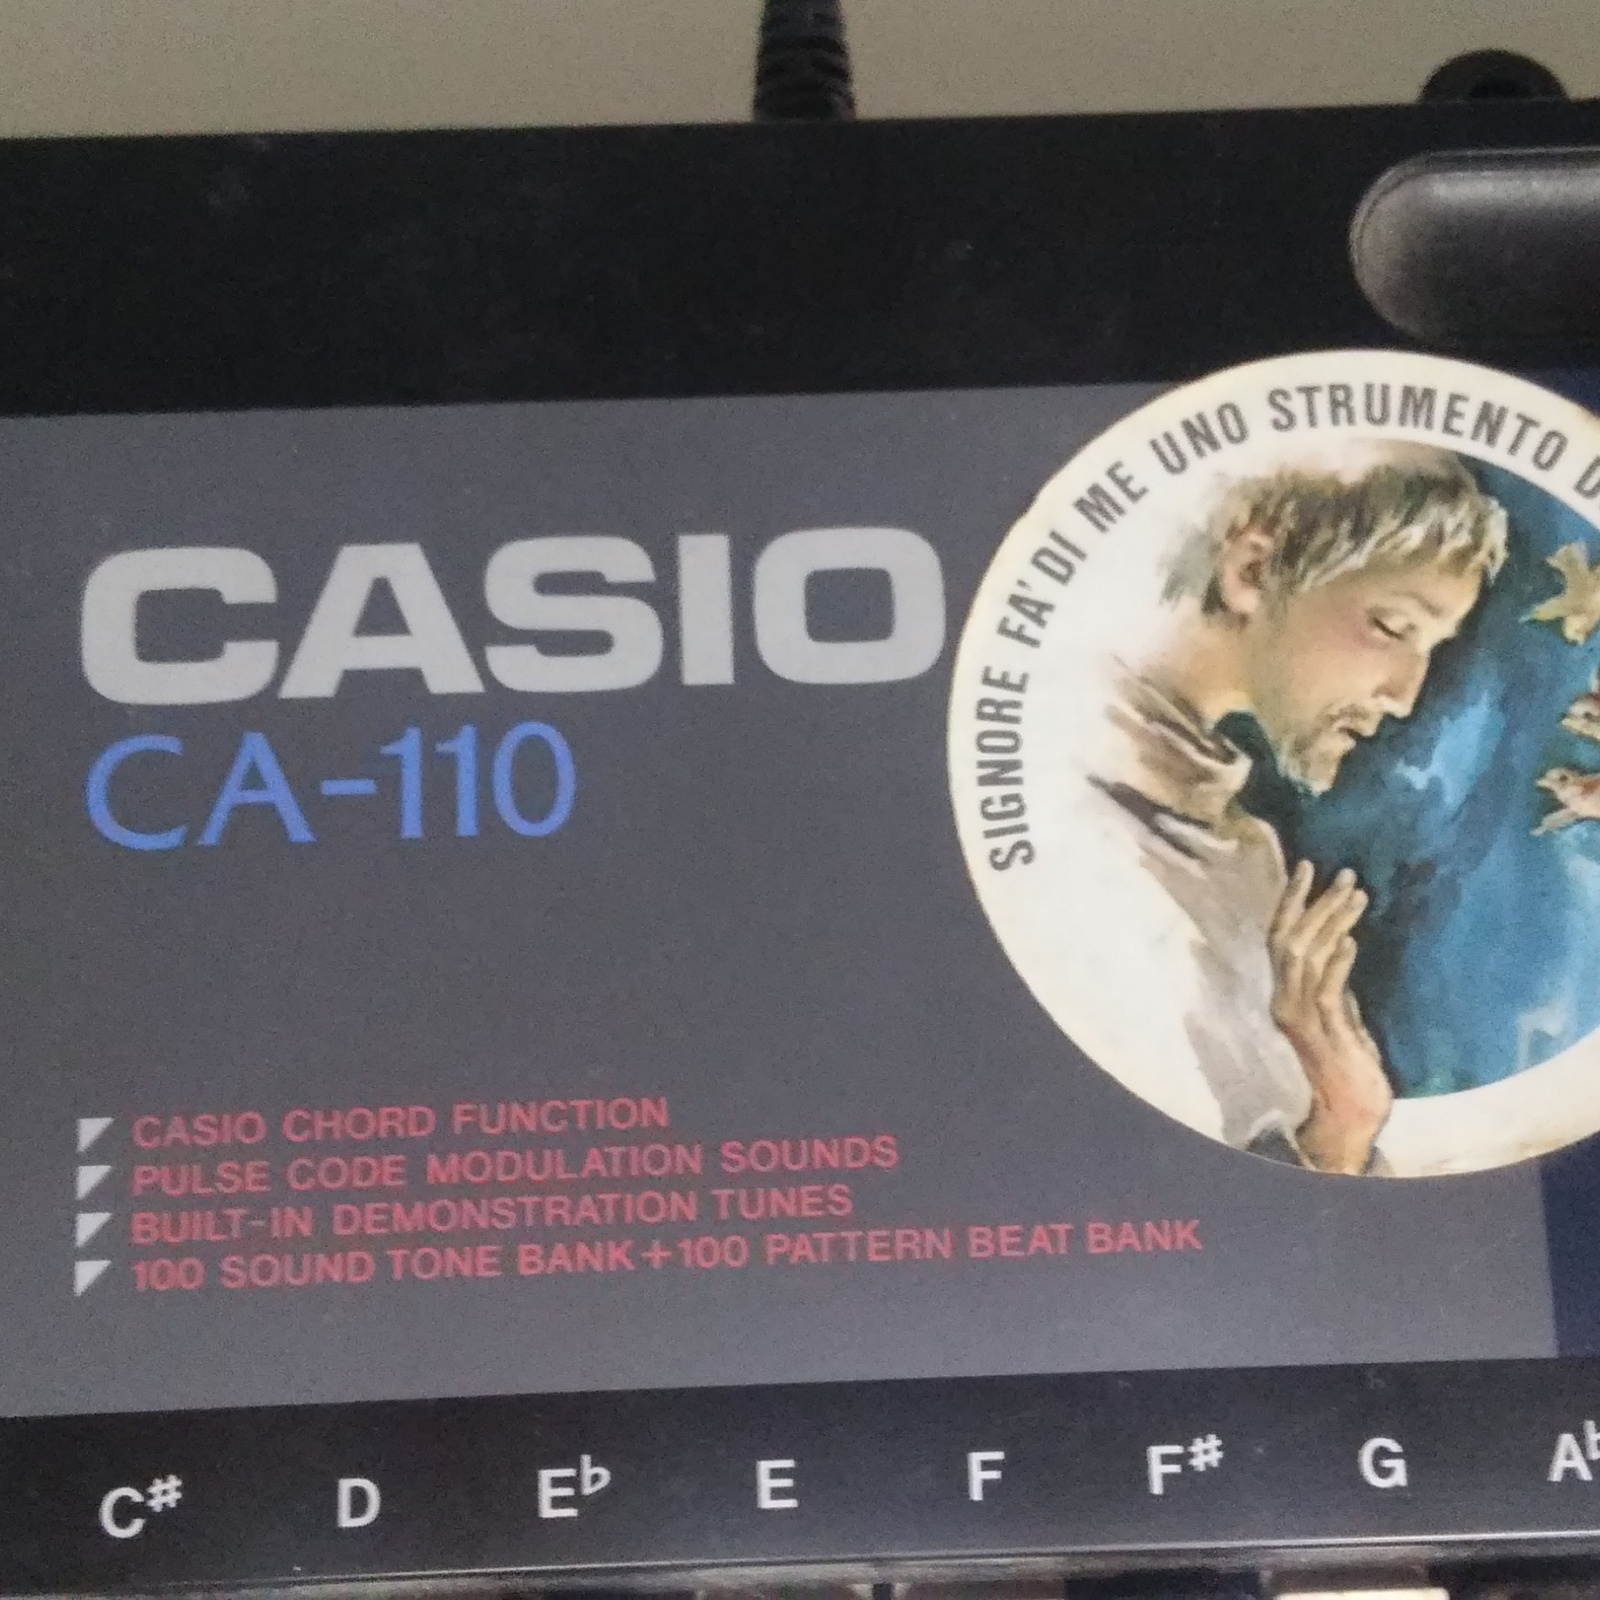 SIGNORE FA' DI ME UNO STRUMENTO
CASIO
CA-110
CASIO CHORD FUNCTION
PULSE CODE MODULATION SOUNDS
BUILT-IN DEMONSTRATION TUNES
100 SOUND TONE BANK+100 PATTERN BEAT BANK
C♯ D E♭ E F F♯ G A♭